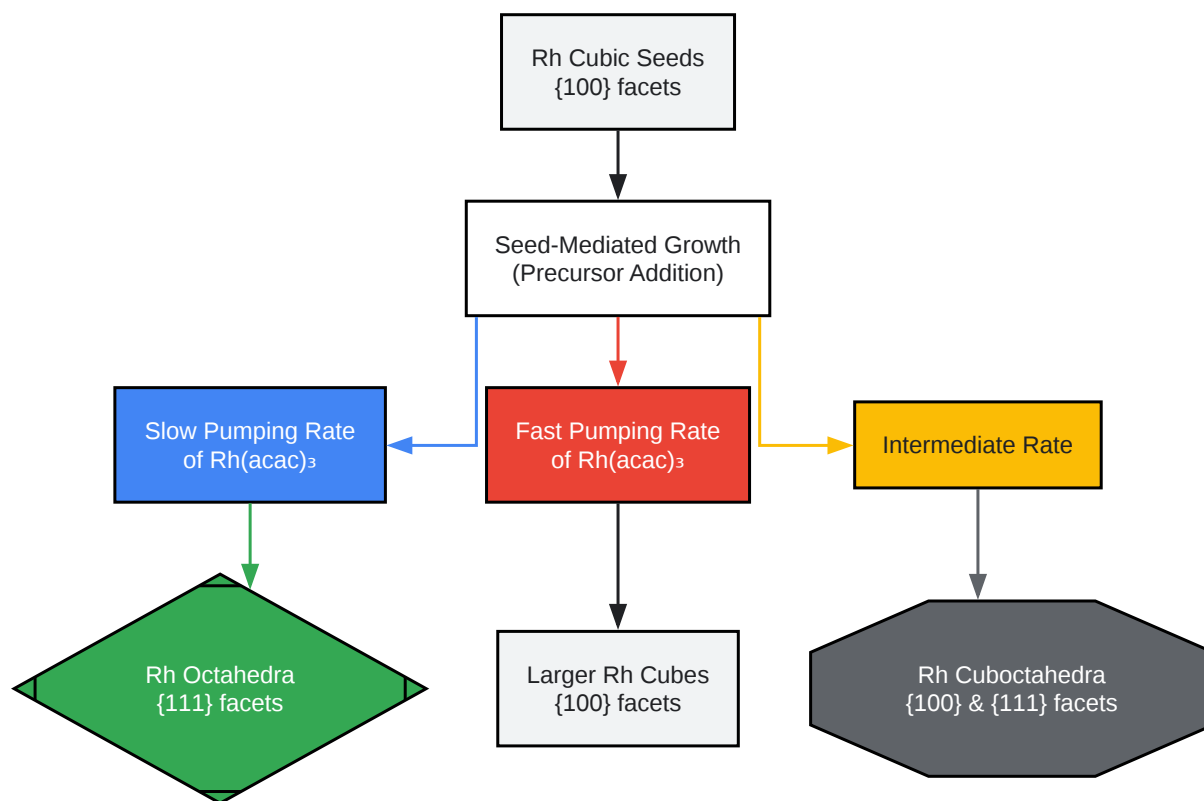 Rh Cubic Seeds
{100} facets
Seed-Mediated Growth
(Precursor Addition)
Slow Pumping Rate
of Rh(acac)₃
Fast Pumping Rate
of Rh(acac)₃
Intermediate Rate
Rh Octahedra
{111} facets
Larger Rh Cubes
{100} facets
Rh Cuboctahedra
{100} & {111} facets